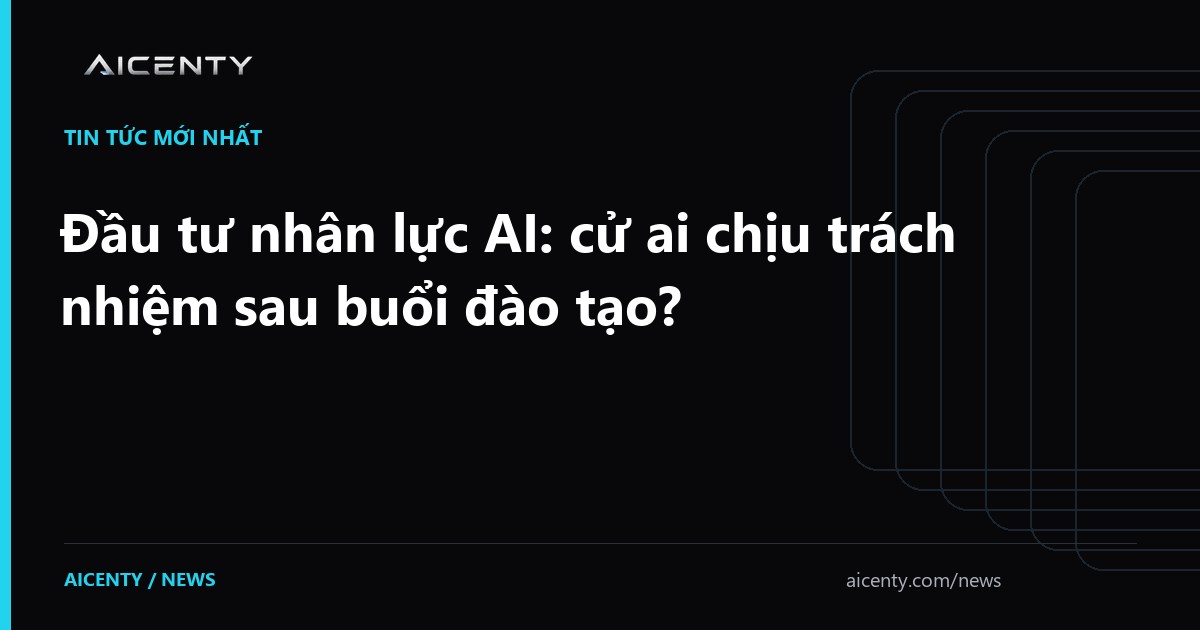 AICENTY
TIN TỨC MỚI NHẤT
Đầu tư nhân lực AI: cử ai chịu trách
nhiệm sau buổi đào tạo?
AICENTY / NEWS
aicenty.com/news